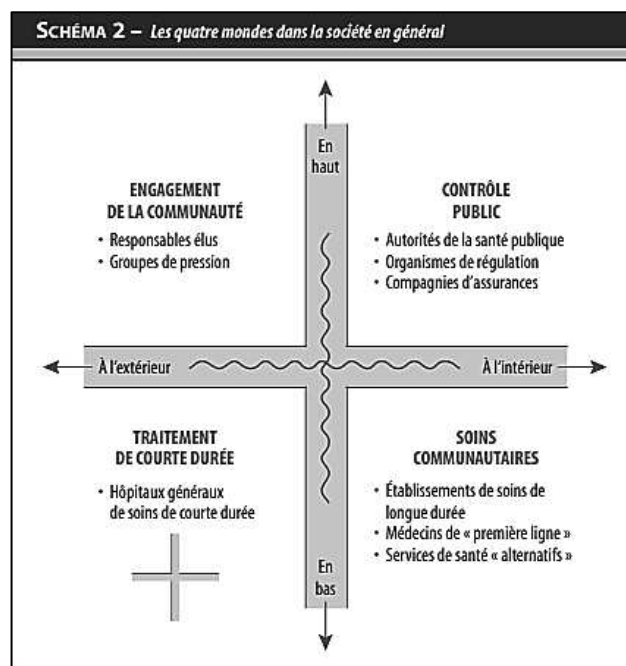 SCHÉMA 2 – Les quatre mondes dans la société en général
En
haut
ENGAGEMENT
DE LA COMMUNAUTÉ
• Responsables élus
• Groupes de pression
CONTRÔLE
PUBLIC
• Autorités de la santé publique
• Organismes de régulation
• Compagnies d'assurances
À l'extérieur
À l'intérieur
TRAITEMENT
DE COURTE DURÉE
• Hôpitaux généraux
de soins de courte durée
SOINS
COMMUNAUTAIRES
• Établissements de soins de
longue durée
• Médecins de « première ligne »
• Services de santé « alternatifs »
En
bas